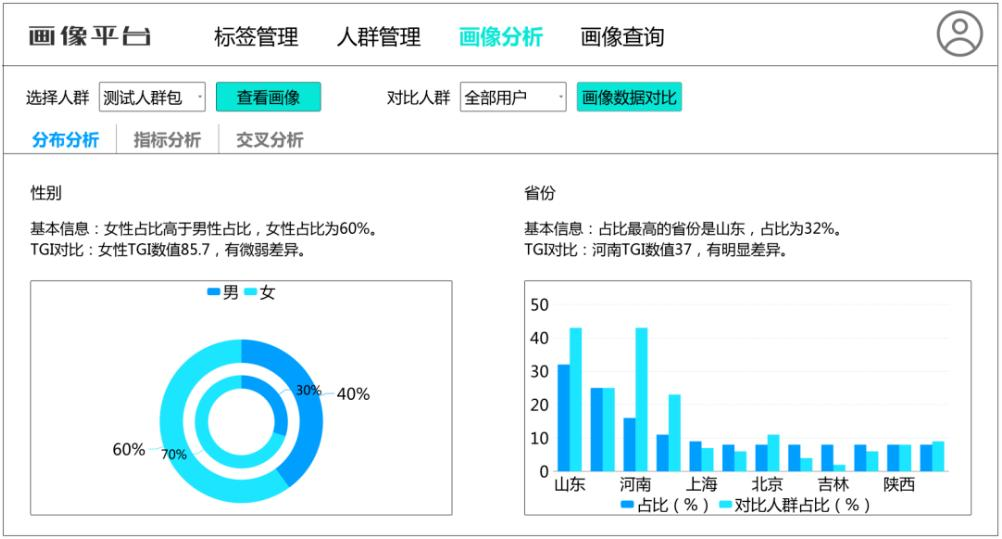 画像平台 标签管理 人群管理 画像分析 画像查询
选择人群 测试人群包 查看画像 对比人群 全部用户 画像数据对比
分布分析 指标分析 交叉分析
性别
基本信息：女性占比高于男性占比，女性占比为60%。
TGI对比：女性TGI数值85.7，有微弱差异。
男 女
30%
40%
60%
70%
省份
基本信息：占比最高的省份是山东，占比为32%。
TGI对比：河南TGI数值37，有明显差异。
50
40
30
20
10
0
山东 河南 上海 北京 吉林 陕西
占比（%） 对比人群占比（%）